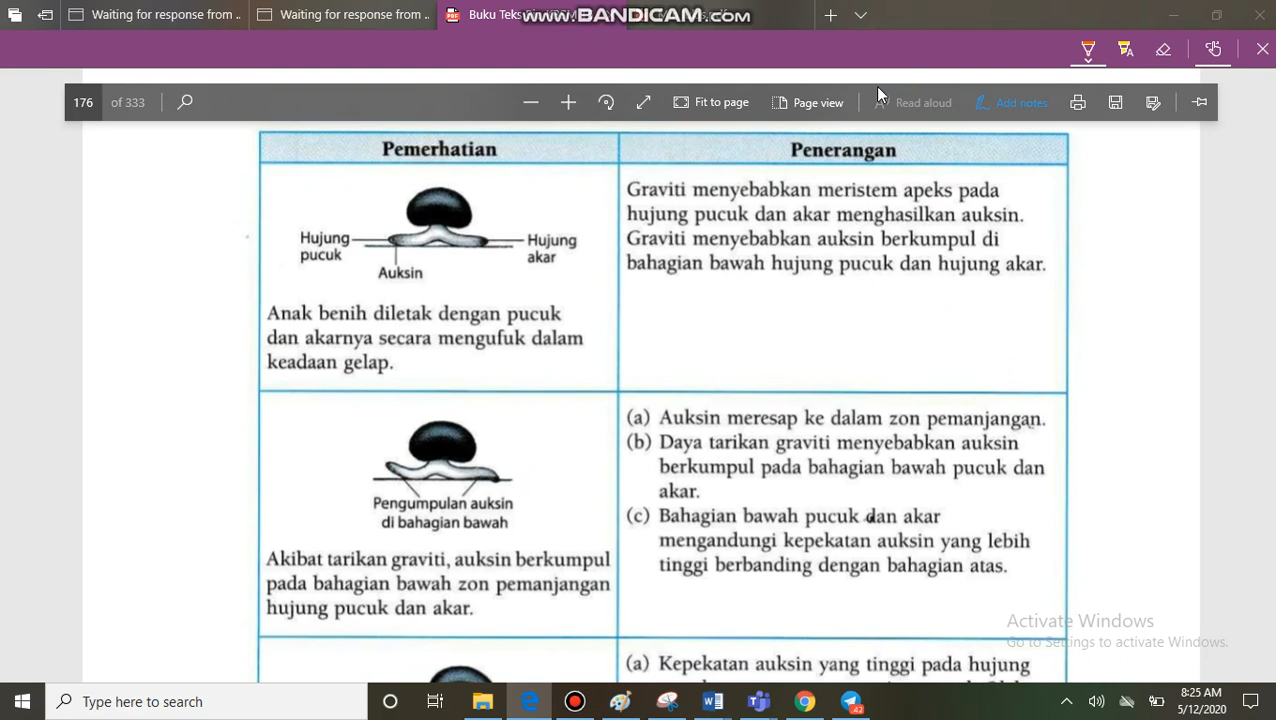 Waiting for response from .
Waiting for response from .
Buku Teks
www.BANDICAM.com
176 of 333
Fit to page
Page view
Read aloud
Add notes
Pemerhatian
Penerangan
Hujung pucuk
Hujung akar
Auksin
Anak benih diletak dengan pucuk
dan akarnya secara mengufuk dalam
keadaan gelap.
Graviti menyebabkan meristem apeks pada
hujung pucuk dan akar menghasilkan auksin.
Graviti menyebabkan auksin berkumpul di
bahagian bawah hujung pucuk dan hujung akar.
Pengumpulan auksin
di bahagian bawah
Akibat tarikan graviti, auksin berkumpul
pada bahagian bawah zon pemanjangan
hujung pucuk dan akar.
(a) Auksin meresap ke dalam zon pemanjangan.
(b) Daya tarikan graviti menyebabkan auksin
berkumpul pada bahagian bawah pucuk dan
akar.
(c) Bahagian bawah pucuk dan akar
mengandungi kepekatan auksin yang lebih
tinggi berbanding dengan bahagian atas.
(a) Kepekatan auksin yang tinggi pada hujung
Activate Windows
Go to Settings to activate Windows.
Type here to search
42
8:25 AM
5/12/2020